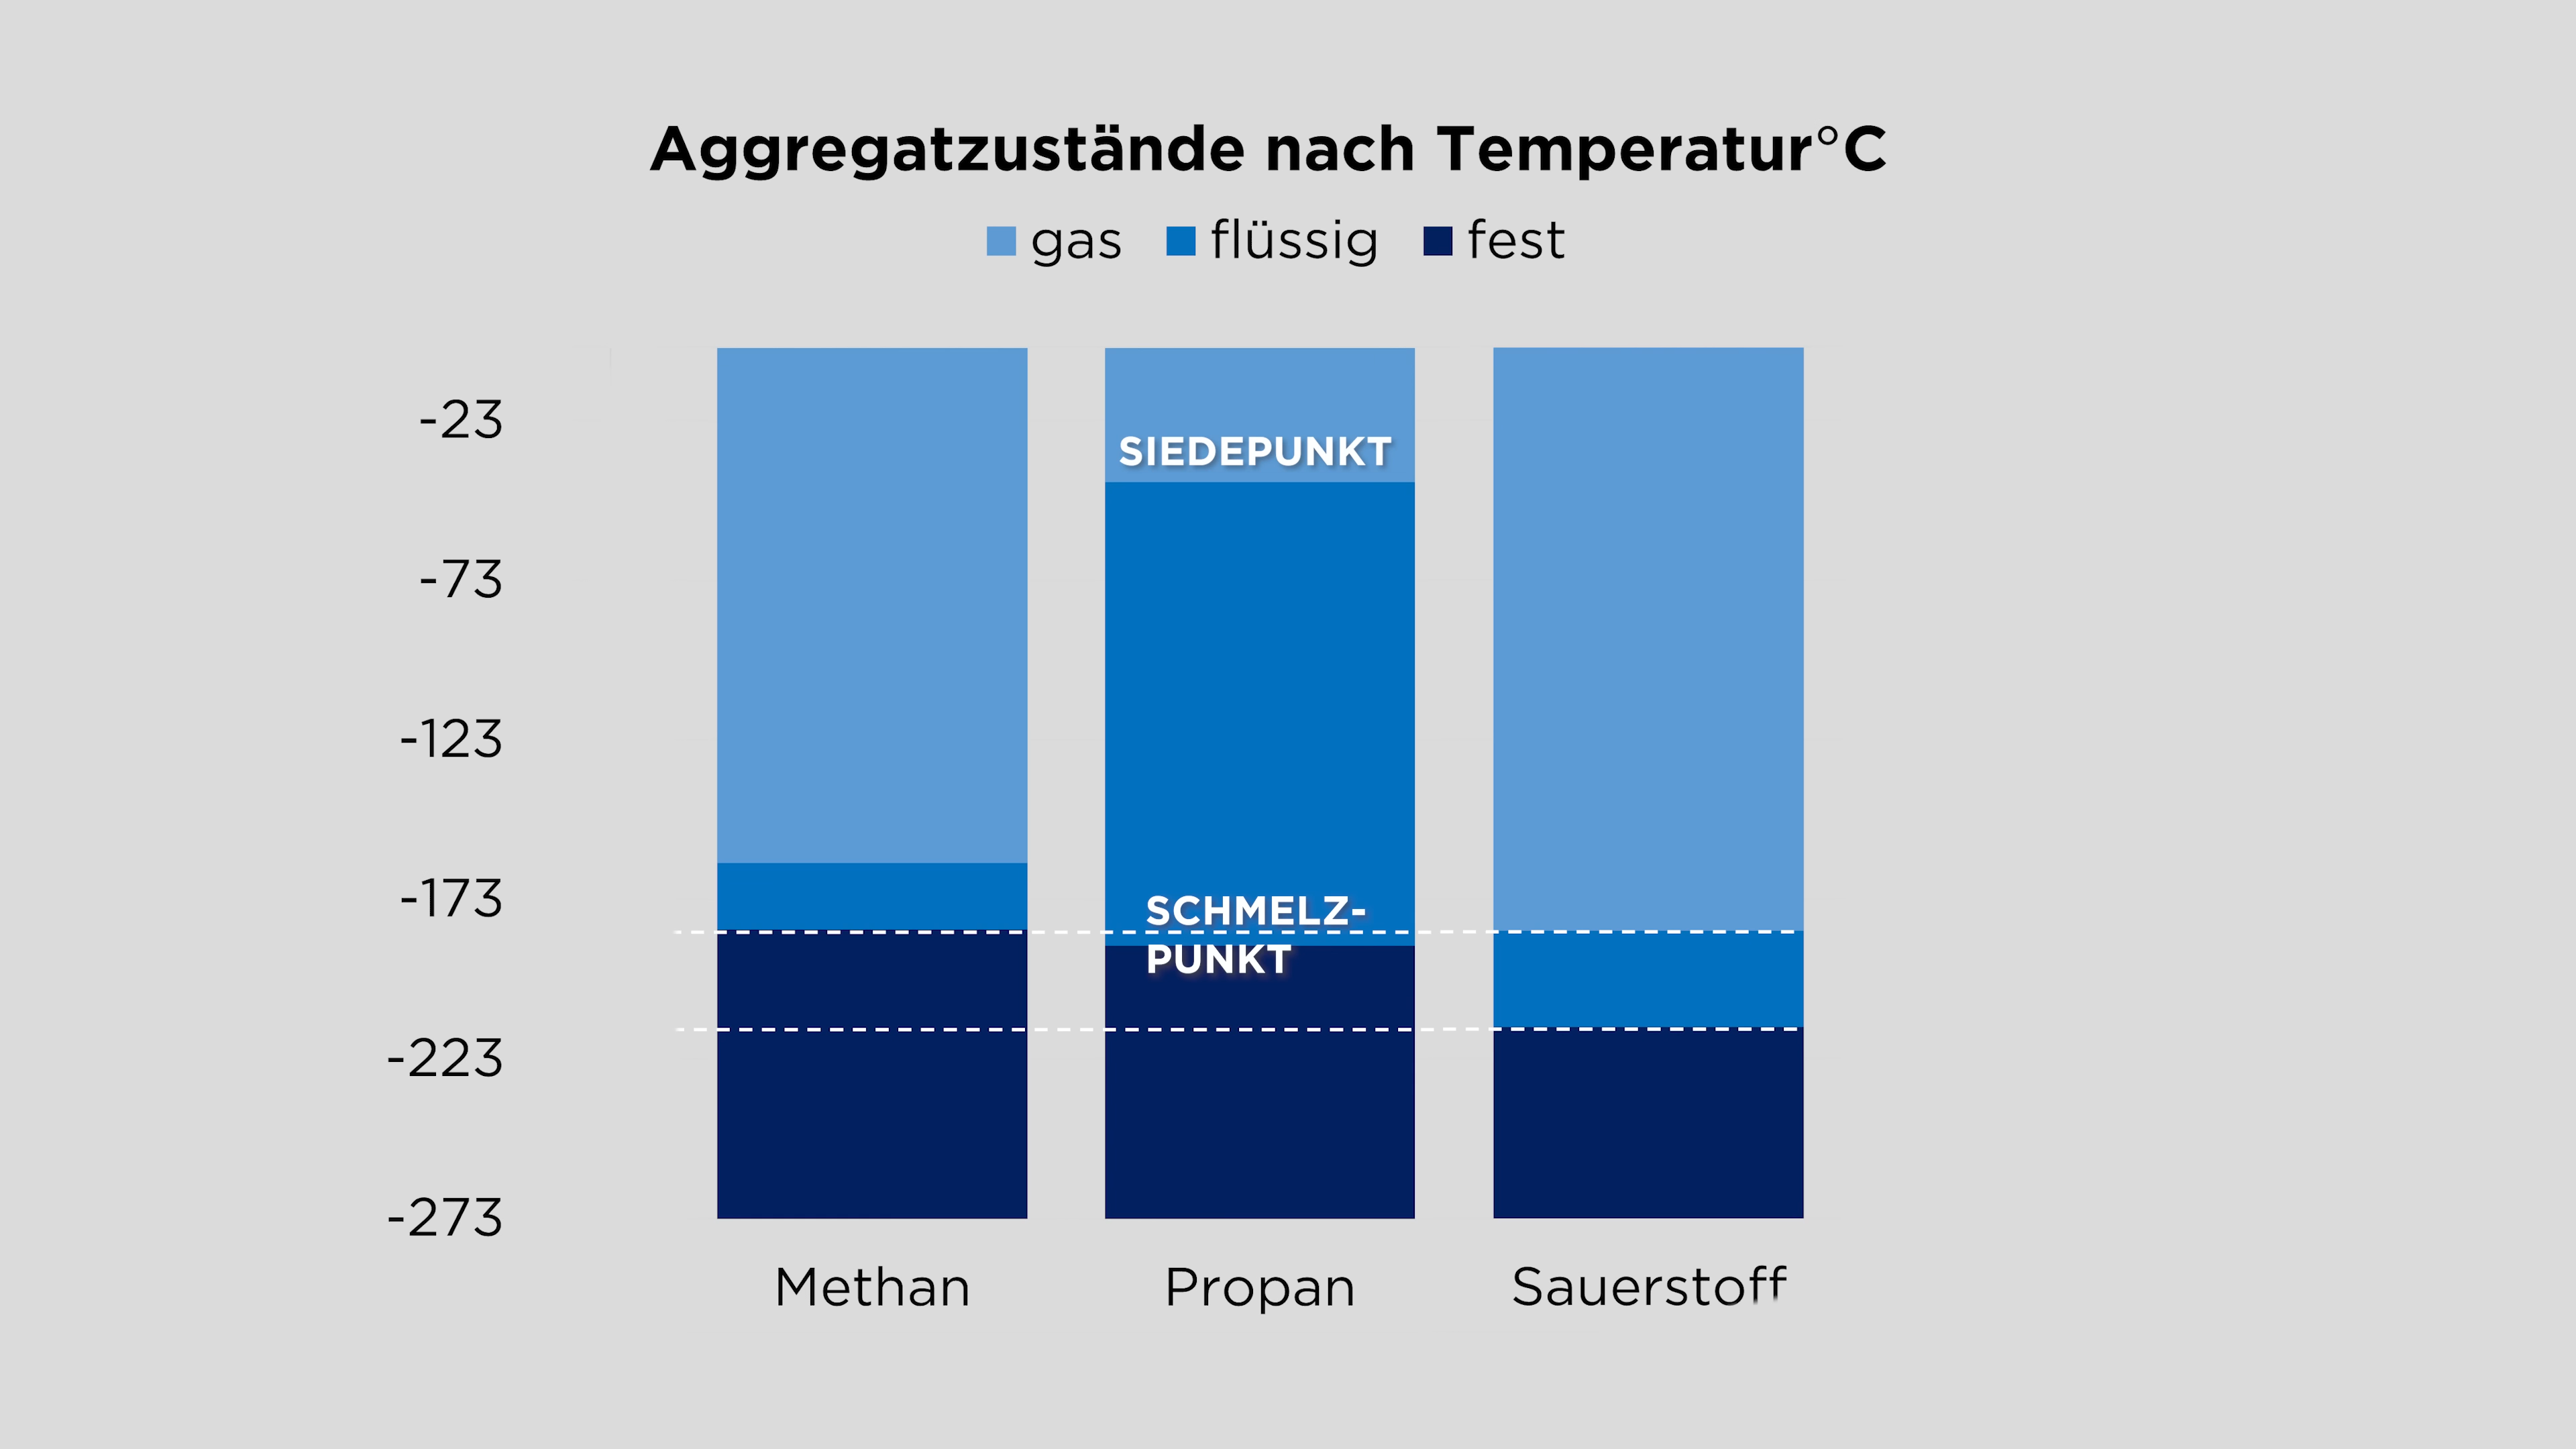 Aggregatzustände nach Temperatur°C
gas flüssig fest
-23
-73
-123
-173
-223
-273
SIEDEPUNKT
SCHMELZ-
PUNKT
Methan Propan Sauerstoff